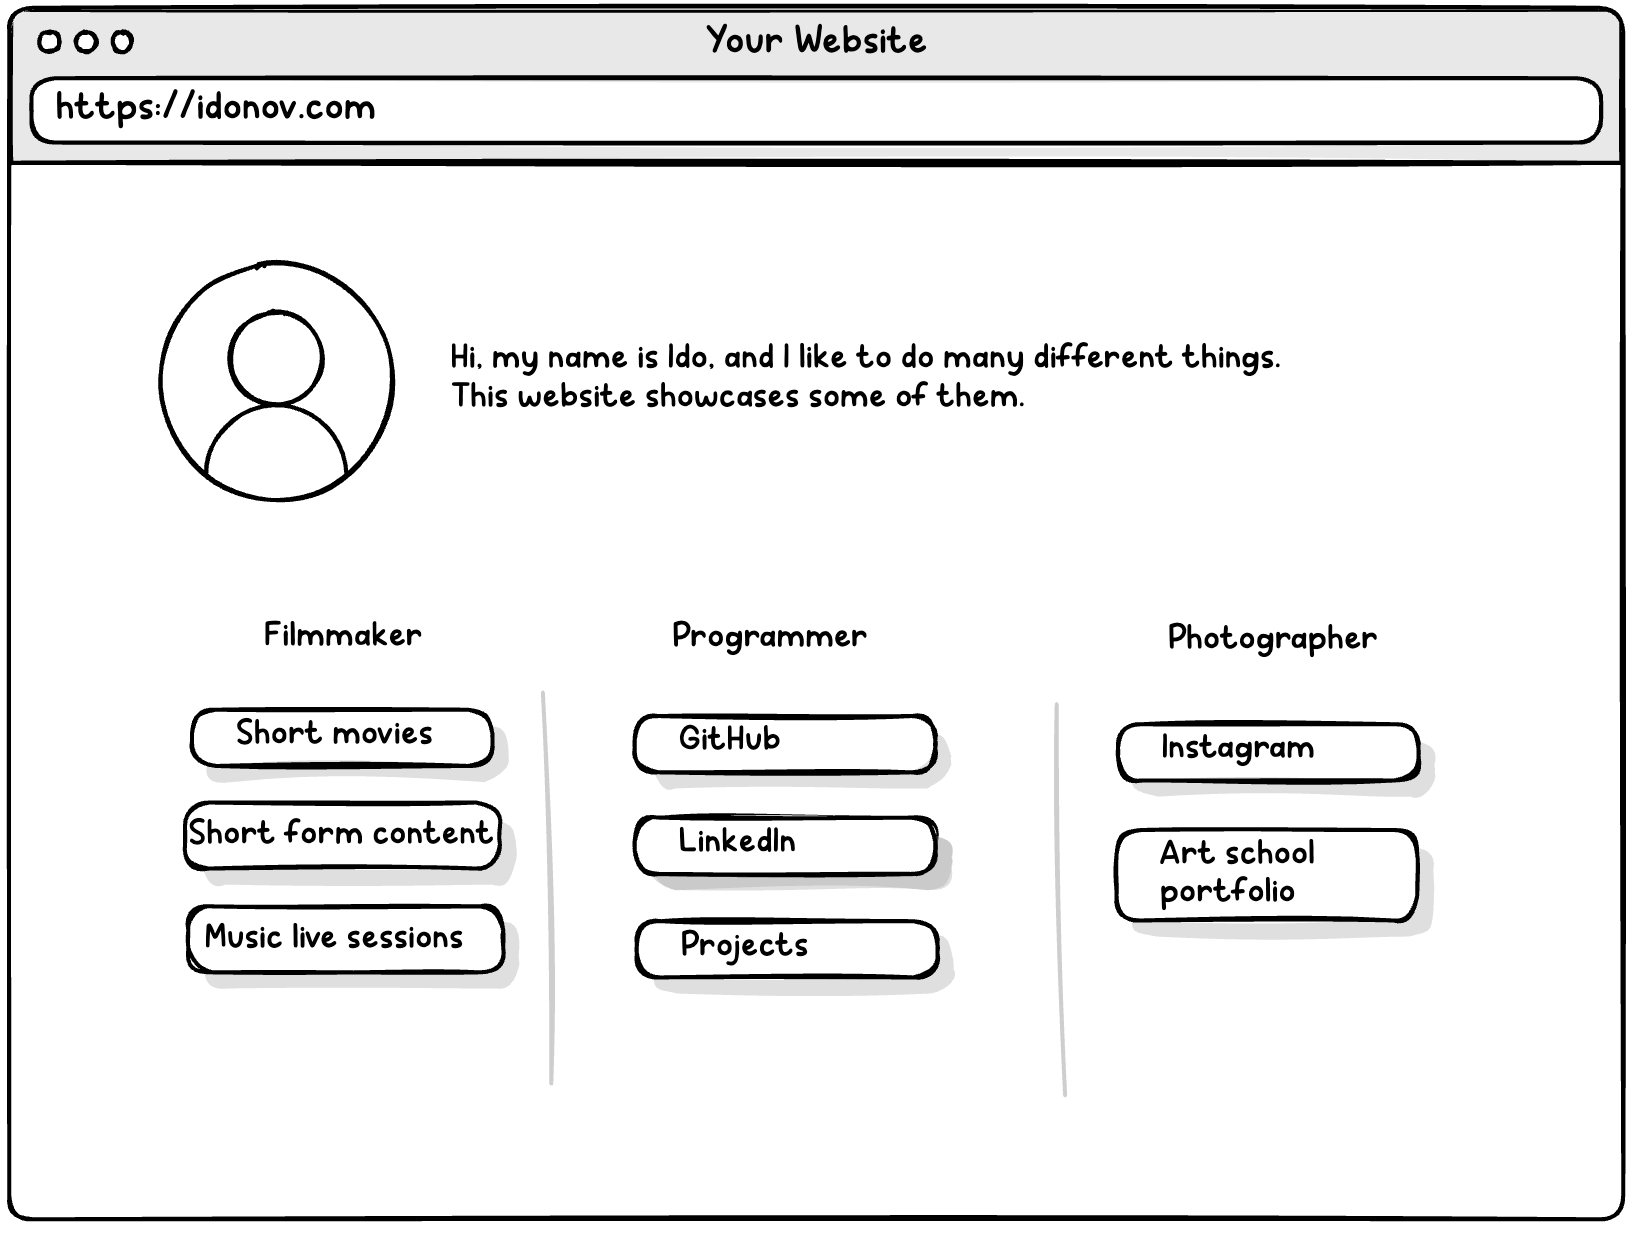 Your Website
https://idonov.com
Hi, my name is Ido, and I like to do many different things.
This website showcases some of them.
Filmmaker
Short movies
Short form content
Music live sessions
Programmer
GitHub
LinkedIn
Projects
Photographer
Instagram
Art school
portfolio